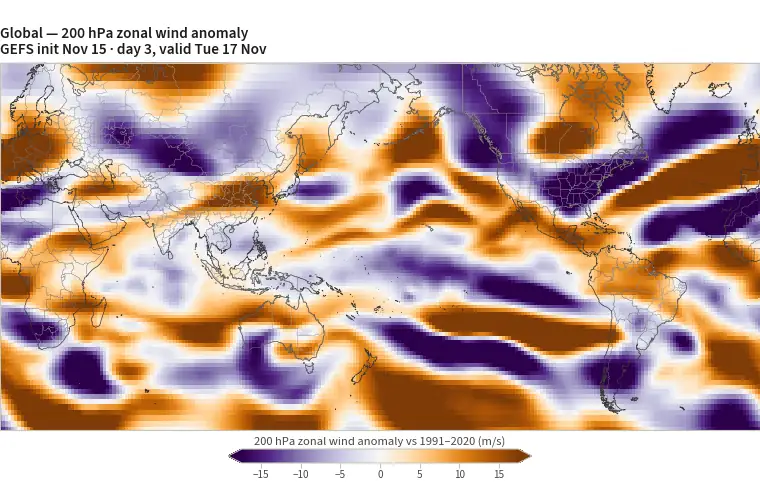 Global — 200 hPa zonal wind anomaly
GEFS init Nov 15 · day 3, valid Tue 17 Nov
200 hPa zonal wind anomaly vs 1991–2020 (m/s)
−15 −10 −5 0 5 10 15